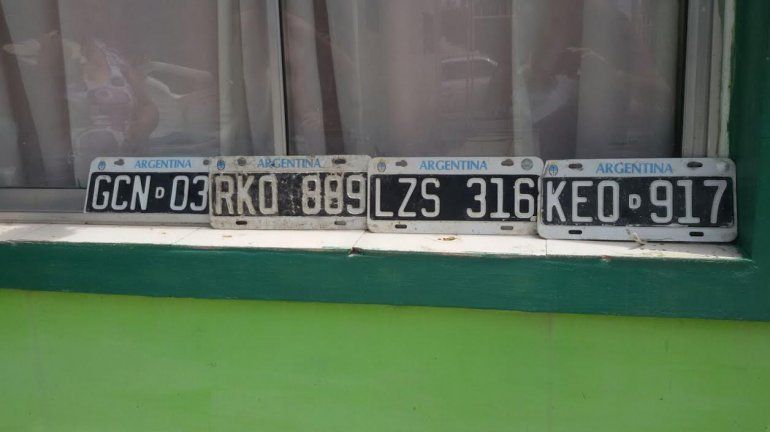 ARGENTINA
GCN D 03
ARGENTINA
RKO 889
ARGENTINA
LZS 316
ARGENTINA
KEO D 917